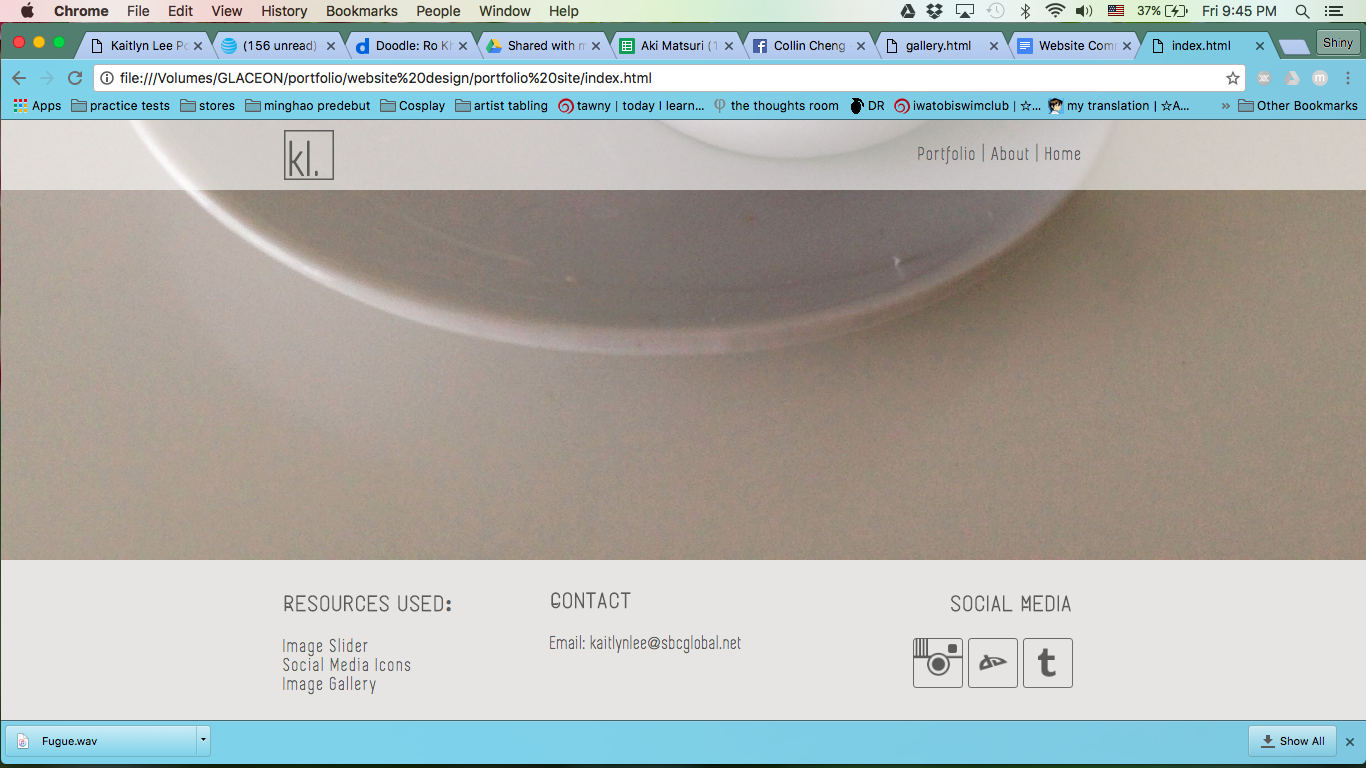 Chrome File Edit View History Bookmarks People Window Help 37% Fri 9:45 PM
Kaitlyn Lee Po (156 unread) Doodle: Ro Kh Shared with m Aki Matsuri (1 Collin Cheng gallery.html Website Com index.html Shiny
file:///Volumes/GLACEON/portfolio/website%20design/portfolio%20site/index.html
Apps practice tests stores minghao predebut Cosplay artist tabling tawny | today I learn... the thoughts room DR iwatobiswimclub | ☆... my translation | ☆A... » Other Bookmarks
kl. Portfolio | About | Home
RESOURCES USED: CONTACT SOCIAL MEDIA
Image Slider Email: kaitlynlee@sbcglobal.net
Social Media Icons
Image Gallery
t
Fugue.wav Show All